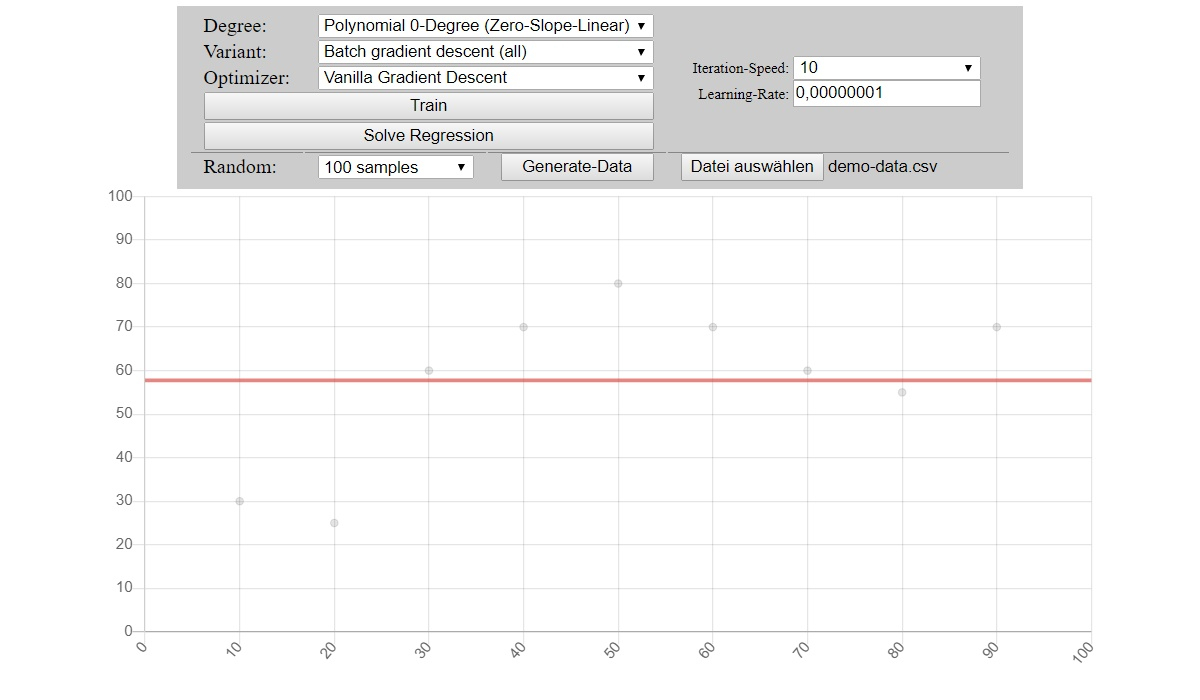 Degree: Polynomial 0-Degree (Zero-Slope-Linear)
Variant: Batch gradient descent (all)
Optimizer: Vanilla Gradient Descent
Iteration-Speed: 10
Learning-Rate: 0,00000001
Train
Solve Regression
Random: 100 samples Generate-Data Datei auswählen demo-data.csv
100
90
80
70
60
50
40
30
20
10
0
0 10 20 30 40 50 60 70 80 90 100